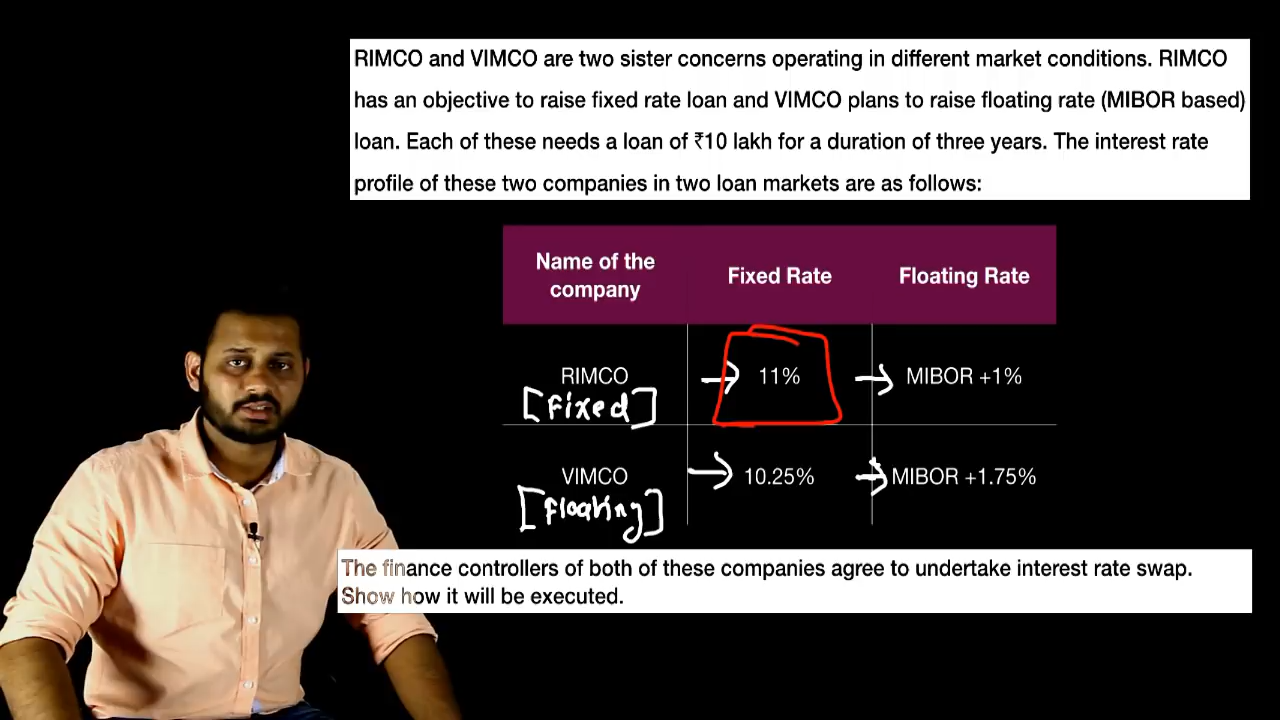 RIMCO and VIMCO are two sister concerns operating in different market conditions. RIMCO
has an objective to raise fixed rate loan and VIMCO plans to raise floating rate (MIBOR based)
loan. Each of these needs a loan of ₹10 lakh for a duration of three years. The interest rate
profile of these two companies in two loan markets are as follows:
Name of the
company
Fixed Rate
Floating Rate
RIMCO
[Fixed]
11%
MIBOR +1%
VIMCO
[Floating]
10.25%
MIBOR +1.75%
The finance controllers of both of these companies agree to undertake interest rate swap.
Show how it will be executed.